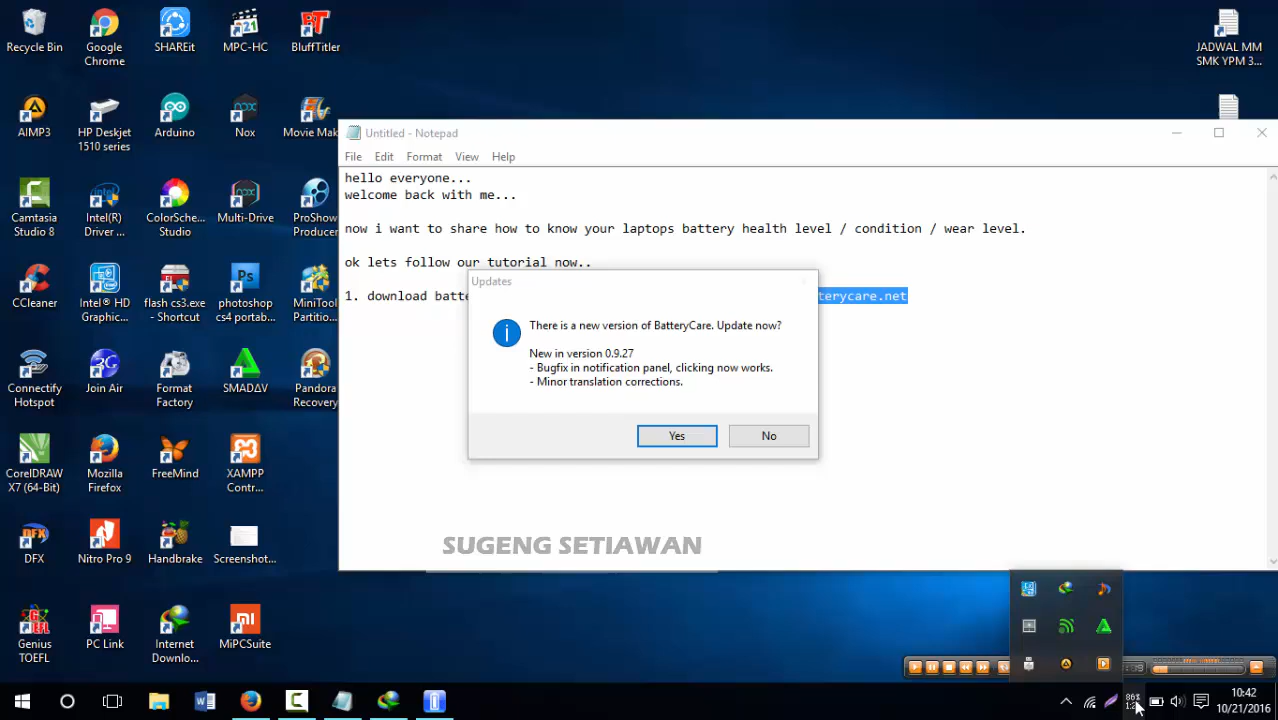 Recycle Bin
Google Chrome
SHAREit
MPC-HC
BluffTitler
JADWAL MM SMK YPM 3...
AIMP3
HP Deskjet 1510 series
Arduino
Nox
Movie Mak
Camtasia Studio 8
Intel(R) Driver ...
ColorSche... Studio
Multi-Drive
ProShow Producer
CCleaner
Intel® HD Graphic...
flash cs3.exe - Shortcut
photoshop cs4 portab...
MiniTool Partitio...
Connectify Hotspot
Join Air
Format Factory
SMADΔV
Pandora Recovery
CorelDRAW X7 (64-Bit)
Mozilla Firefox
FreeMind
XAMPP Contr...
DFX
Nitro Pro 9
Handbrake
Screenshot...
Genius TOEFL
PC Link
Internet Downlo...
MiPCSuite
Untitled - Notepad
File Edit Format View Help
hello everyone...
welcome back with me...
now i want to share how to know your laptops battery health level / condition / wear level.
ok lets follow our tutorial now..
1. download batte
terycare.net
Updates
There is a new version of BatteryCare. Update now?
New in version 0.9.27
- Bugfix in notification panel, clicking now works.
- Minor translation corrections.
Yes No
SUGENG SETIAWAN
86%
10:42
10/21/2016